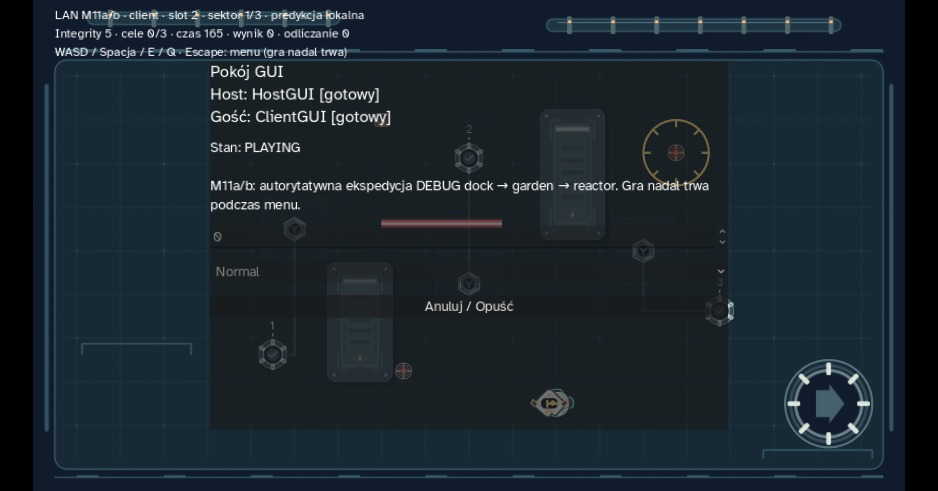 LAN M11a/b · client · slot 2 · sektor 1/3 · predykcja lokalna
Integrity 5 · cele 0/3 · czas 165 · wynik 0 · odliczanie 0
WASD / Spacja / E / Q · Escape: menu (gra nadal trwa)
Pokój GUI
Host: HostGUI [gotowy]
Gość: ClientGUI [gotowy]
2
Stan: PLAYING
M11a/b: autorytatywna ekspedycja DEBUG dock → garden → reactor. Gra nadal trwa
podczas menu.
0
Normal
3
Anuluj / Opuść
1